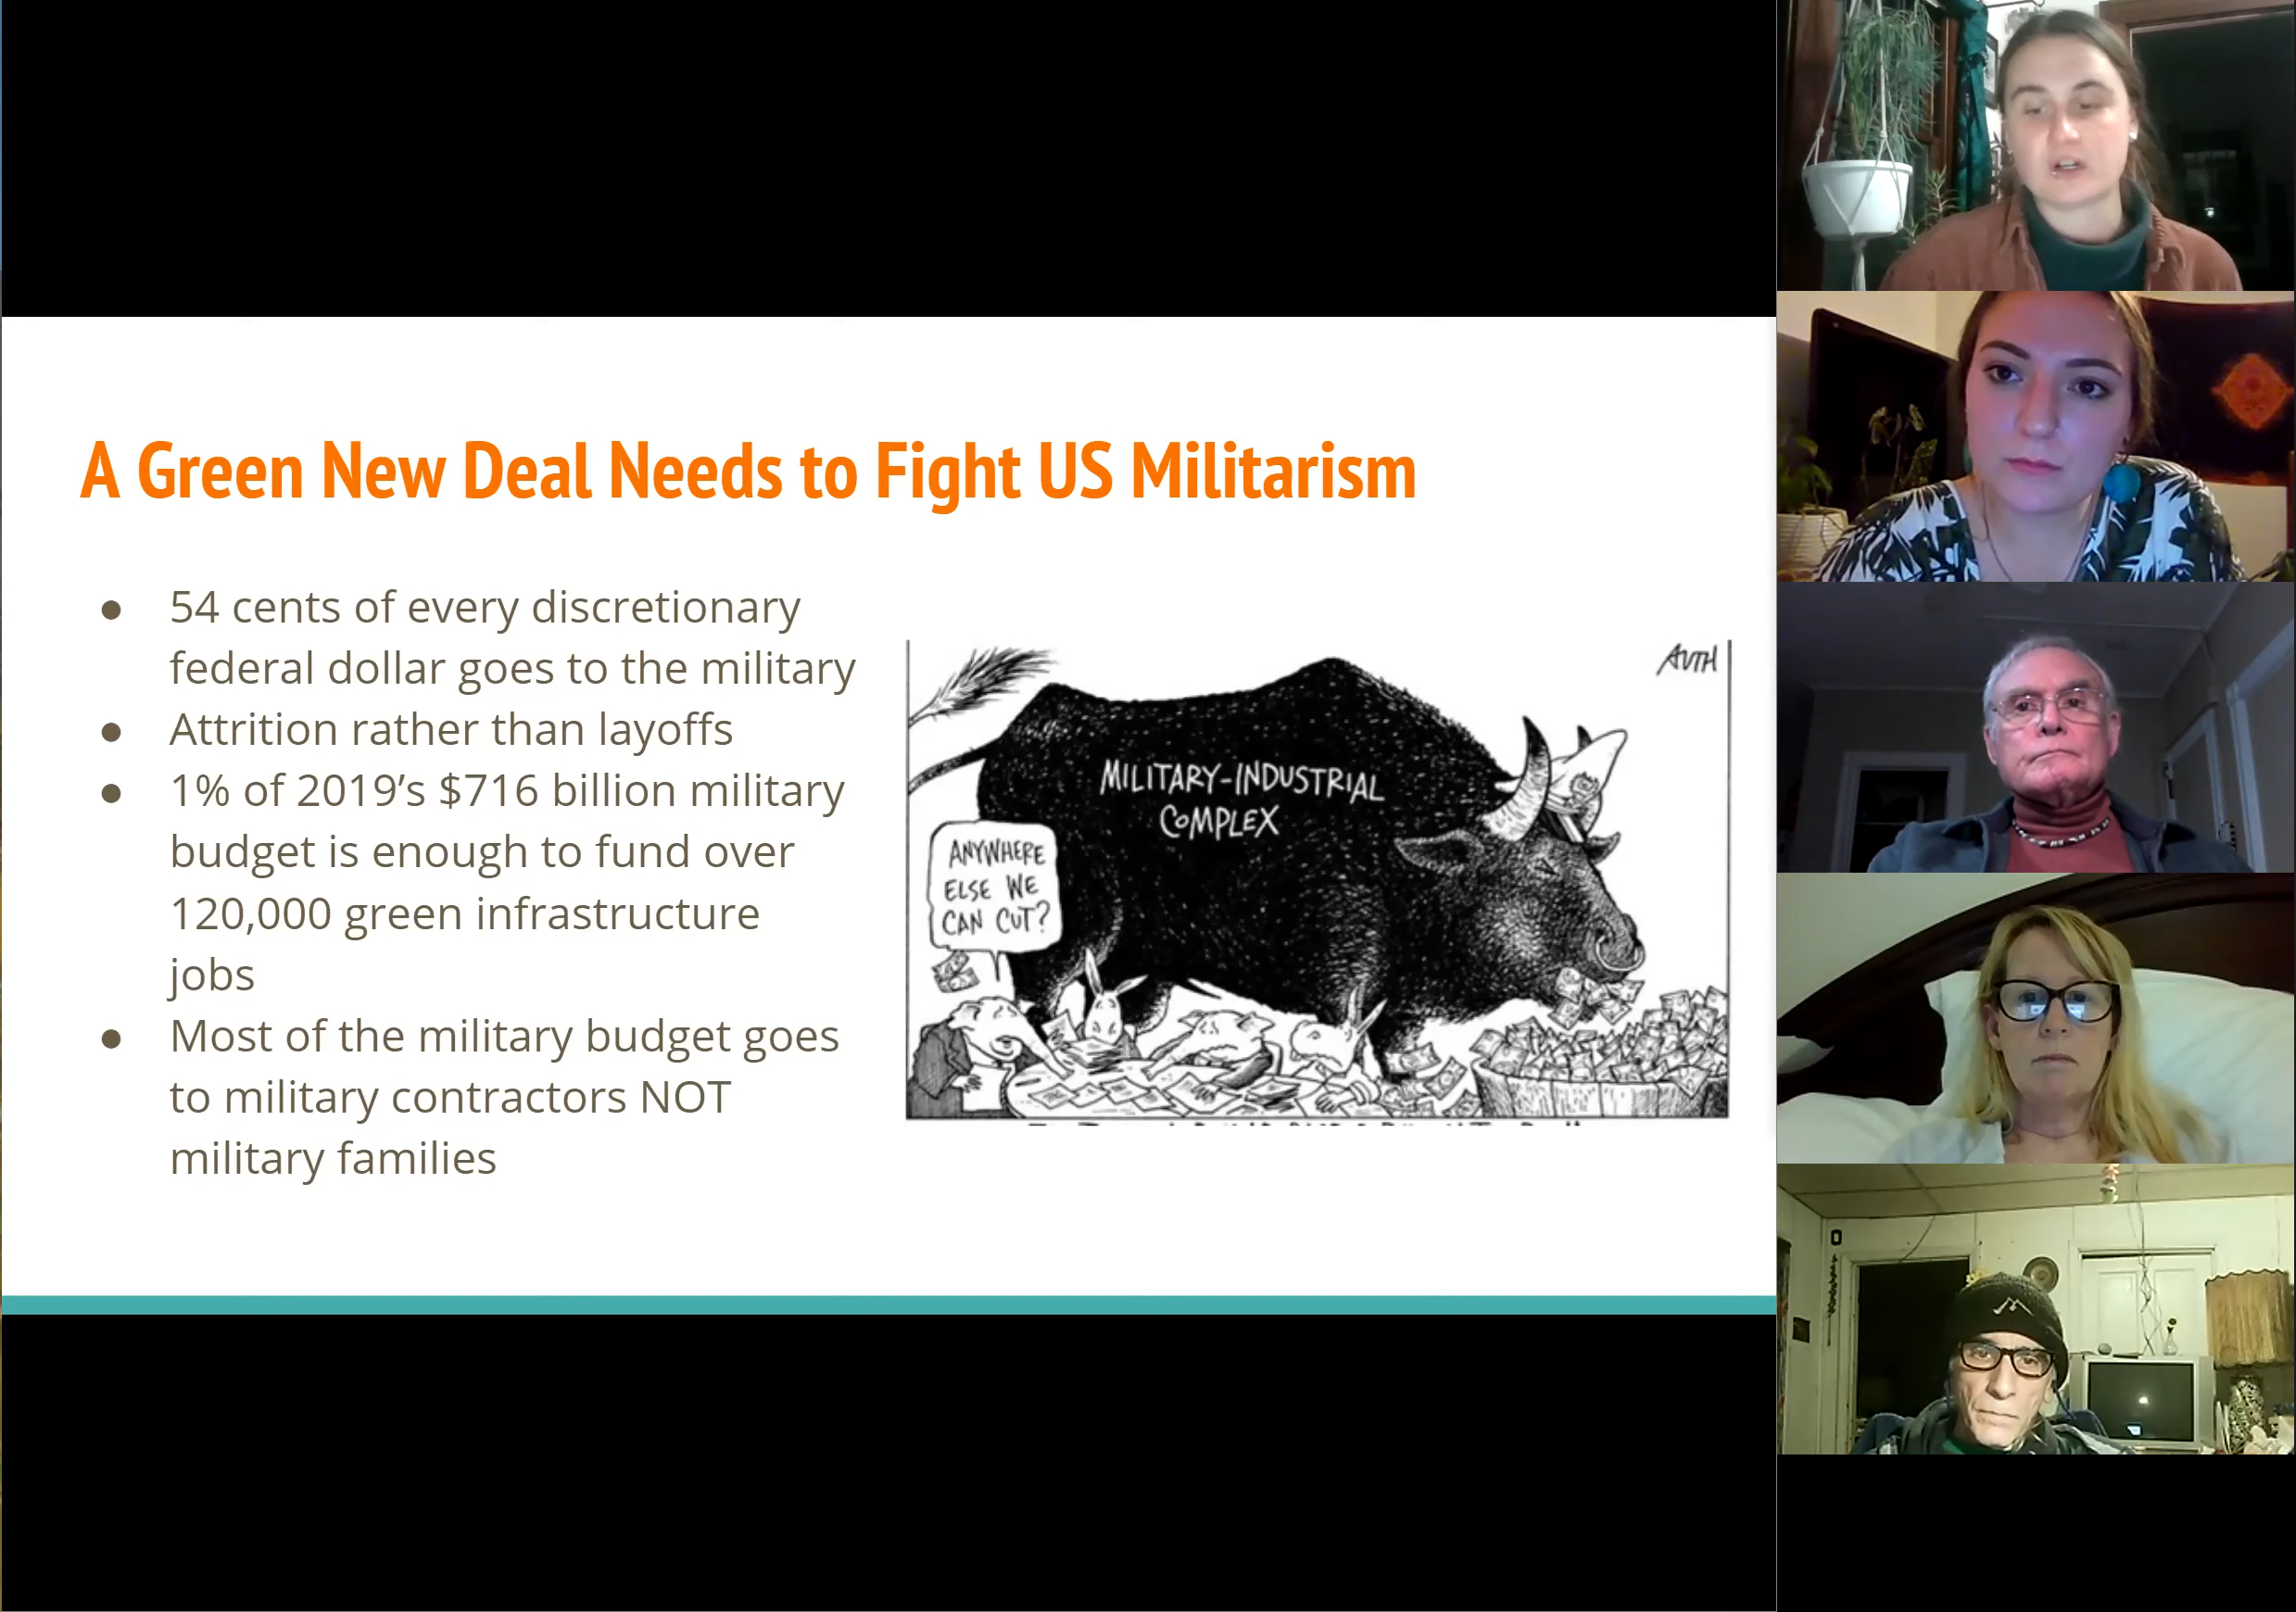 A Green New Deal Needs to Fight US Militarism
● 54 cents of every discretionary
federal dollar goes to the military
● Attrition rather than layoffs
● 1% of 2019’s $716 billion military
budget is enough to fund over
120,000 green infrastructure
jobs
● Most of the military budget goes
to military contractors NOT
military families
AUTH
MILITARY-INDUSTRIAL
COMPLEX
ANYWHERE
ELSE WE
CAN CUT?